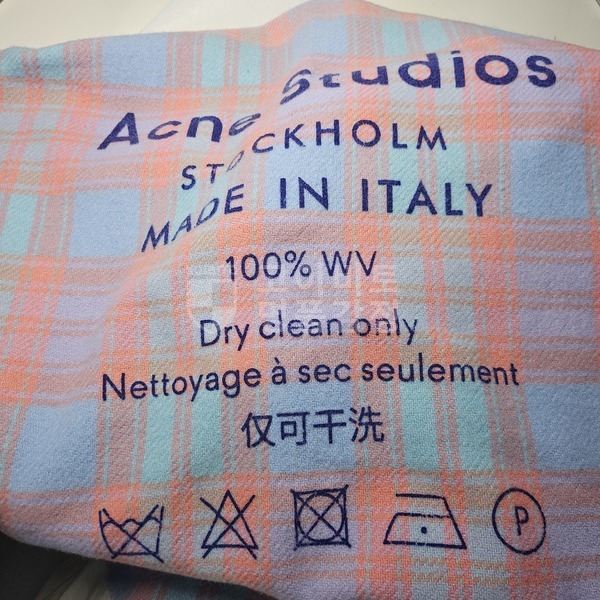 Acne Studios
STOCKHOLM
MADE IN ITALY
100% WV
Dry clean only
Nettoyage à sec seulement
仅可干洗
P